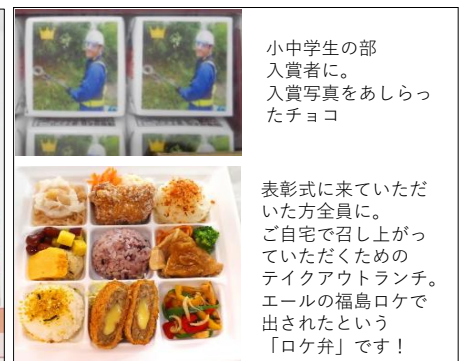 小中学生の部
入賞者に。
入賞写真をあしらっ
たチョコ
表彰式に来ていただ
いた方全員に。
ご自宅で召し上がっ
ていただくための
テイクアウトランチ。
エールの福島ロケで
出されたという
「ロケ弁」です！